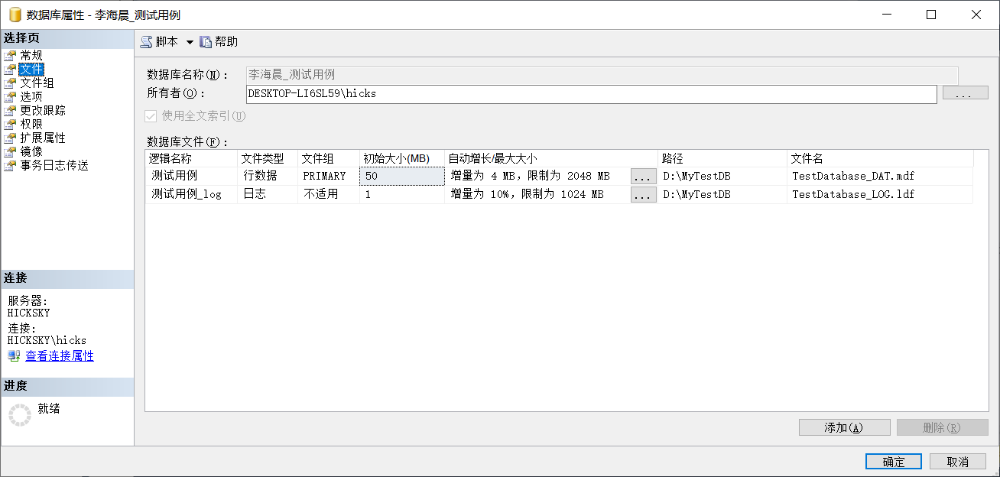 数据库属性 - 李海晨_测试用例
选择页
常规
文件
文件组
选项
更改跟踪
权限
扩展属性
镜像
事务日志传送
连接
服务器:
HICKSKY
连接:
HICKSKY\hicks
查看连接属性
进度
就绪
脚本 帮助
数据库名称(N): 李海晨_测试用例
所有者(O): DESKTOP-LI6SL59\hicks ...
使用全文索引(U)
数据库文件(F):
逻辑名称 文件类型 文件组 初始大小(MB) 自动增长/最大大小 路径 文件名
测试用例 行数据 PRIMARY 50 增量为 4 MB，限制为 2048 MB ... D:\MyTestDB TestDatabase_DAT.mdf
测试用例_log 日志 不适用 1 增量为 10%，限制为 1024 MB ... D:\MyTestDB TestDatabase_LOG.ldf
添加(A) 删除(R)
确定 取消